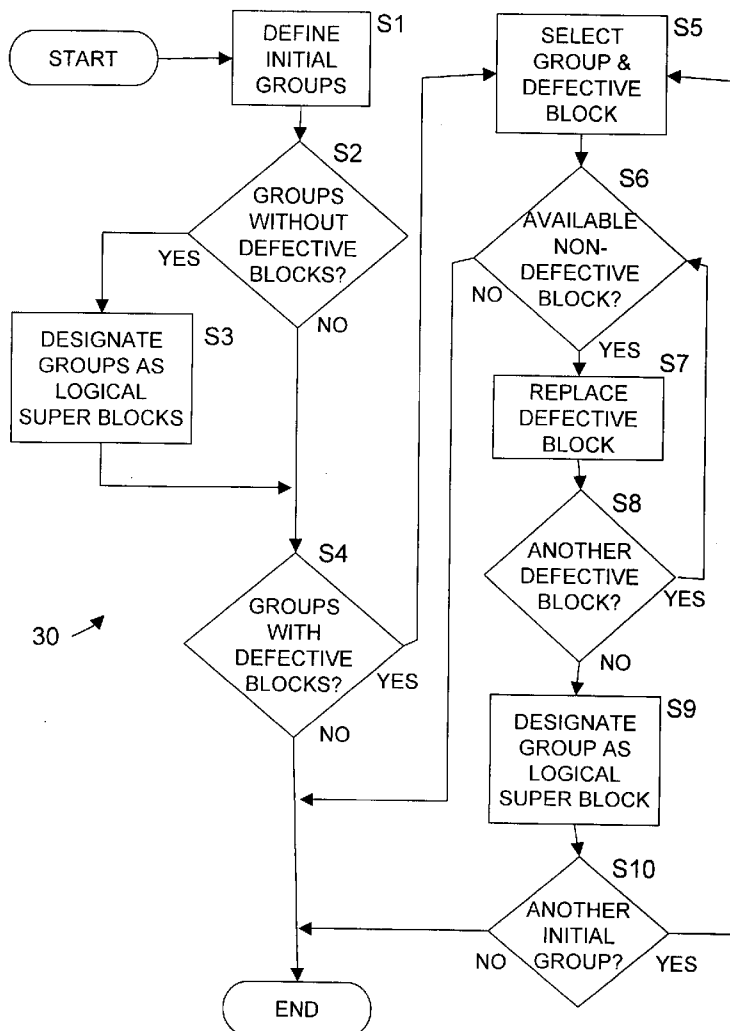 START
DEFINE
INITIAL
GROUPS
S1
S2
GROUPS
WITHOUT
DEFECTIVE
BLOCKS?
YES
NO
S3
DESIGNATE
GROUPS AS
LOGICAL
SUPER BLOCKS
S4
GROUPS
WITH
DEFECTIVE
BLOCKS?
YES
NO
30
S5
SELECT
GROUP &
DEFECTIVE
BLOCK
S6
AVAILABLE
NON-
DEFECTIVE
BLOCK?
NO
YES
S7
REPLACE
DEFECTIVE
BLOCK
S8
ANOTHER
DEFECTIVE
BLOCK?
YES
NO
S9
DESIGNATE
GROUP AS
LOGICAL
SUPER BLOCK
S10
ANOTHER
INITIAL
GROUP?
NO
YES
END